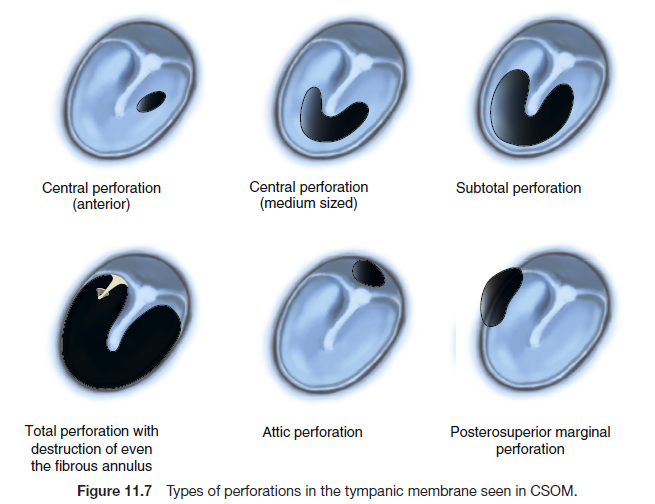 Central perforation
(anterior)
Central perforation
(medium sized)
Subtotal perforation
Total perforation with
destruction of even
the fibrous annulus
Attic perforation
Posterosuperior marginal
perforation
Figure 11.7 Types of perforations in the tympanic membrane seen in CSOM.